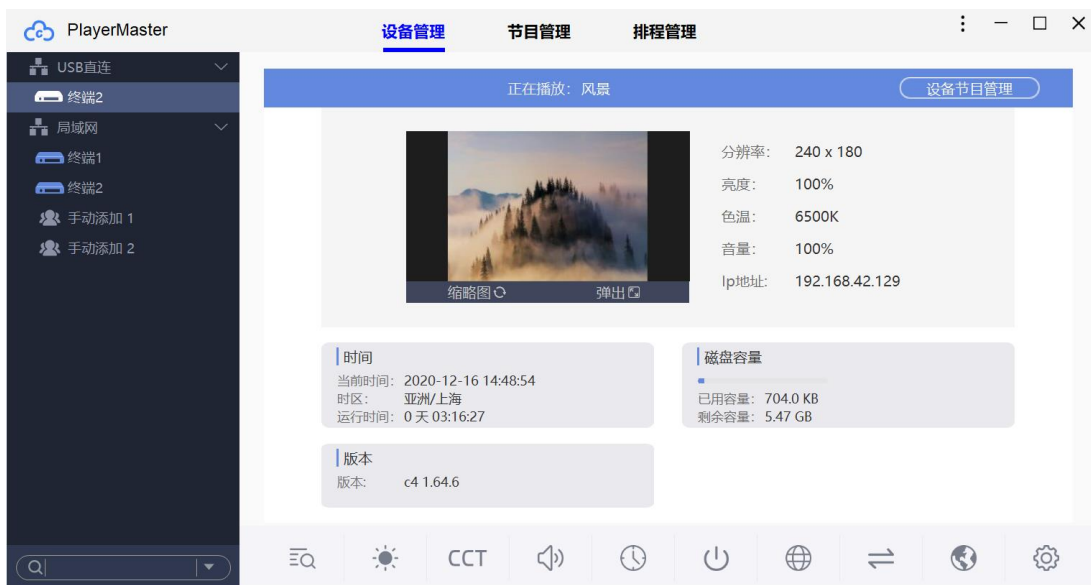 PlayerMaster
设备管理
节目管理
排程管理
USB直连
终端2
局域网
终端1
终端2
手动添加 1
手动添加 2
正在播放：风景
设备节目管理
缩略图
弹出
分辨率: 240 x 180
亮度: 100%
色温: 6500K
音量: 100%
Ip地址: 192.168.42.129
时间
当前时间: 2020-12-16 14:48:54
时区: 亚洲/上海
运行时间: 0 天 03:16:27
磁盘容量
已用容量: 704.0 KB
剩余容量: 5.47 GB
版本
版本: c4 1.64.6
CCT